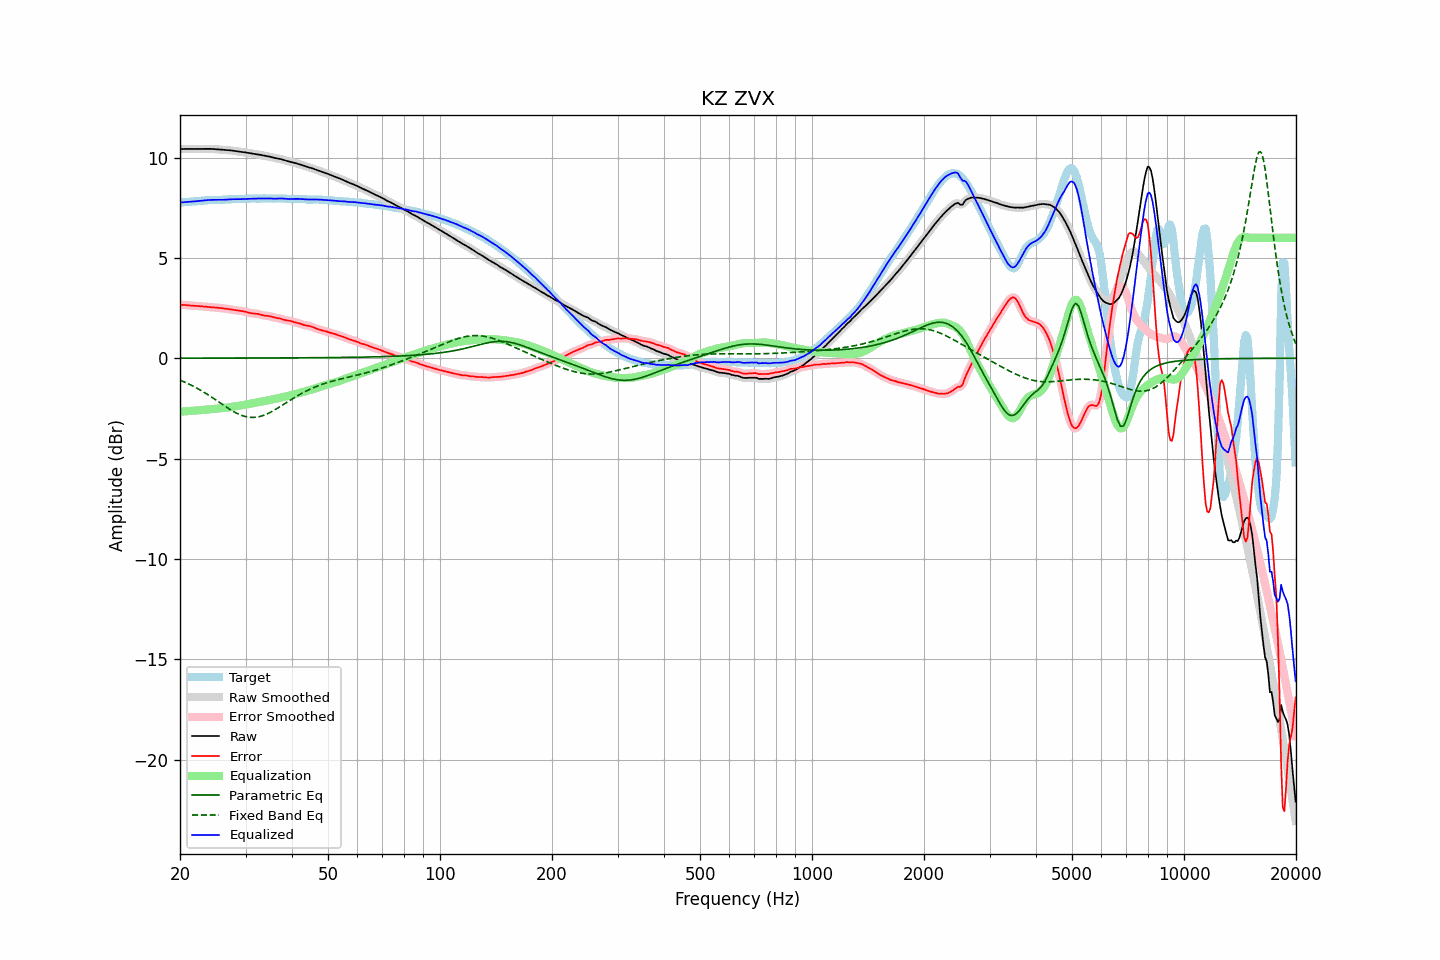 KZ ZVX
10
5
0
−5
−10
−15
−20
Amplitude (dBr)
Target
Raw Smoothed
Error Smoothed
Raw
Error
Equalization
Parametric Eq
Fixed Band Eq
Equalized
20 50 100 200 500 1000 2000 5000 10000 20000
Frequency (Hz)